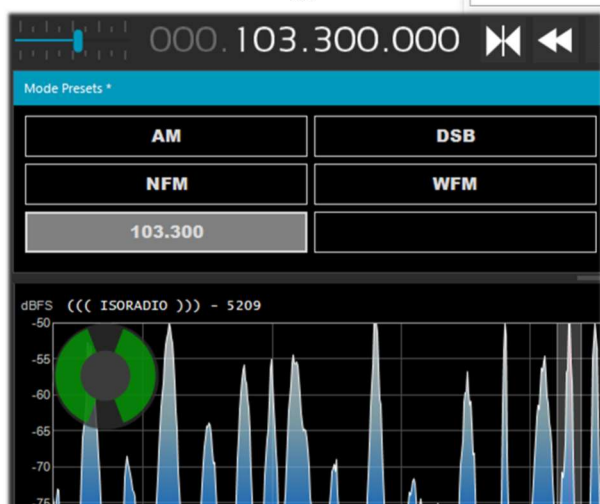 000.103.300.000
Mode Presets *
AM
DSB
NFM
WFM
103.300
dBFS ((( ISORADIO ))) - 5209
-50
-55
-60
-65
-70
-75